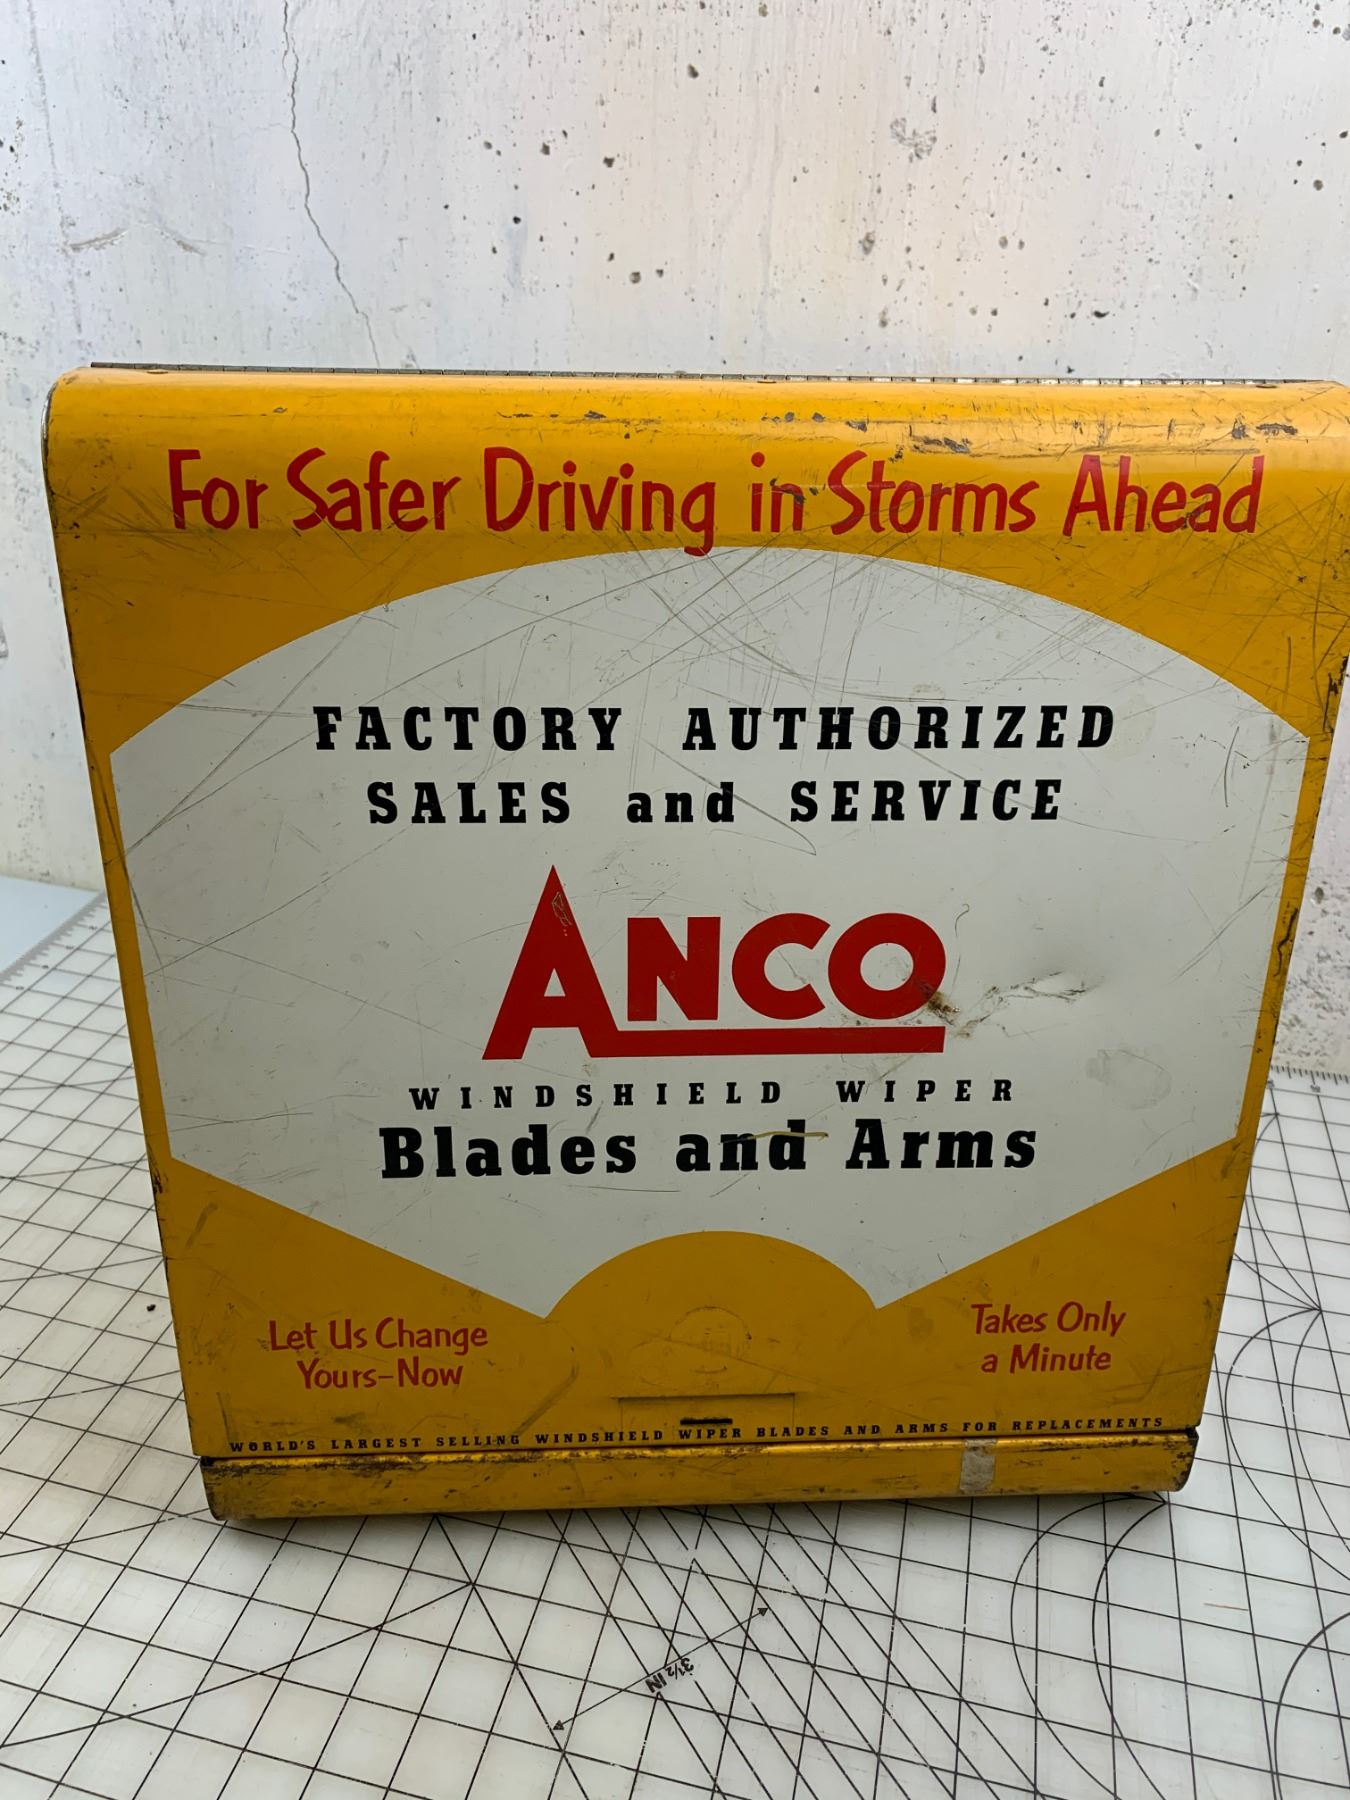 For Safer Driving in Storms Ahead
FACTORY AUTHORIZED
SALES and SERVICE
ANCO
WINDSHIELD WIPER
Blades and Arms
Let Us Change
Yours-Now
Takes Only
a Minute
WORLD'S LARGEST SELLING WINDSHIELD WIPER BLADES AND ARMS FOR REPLACEMENTS
3½ IN